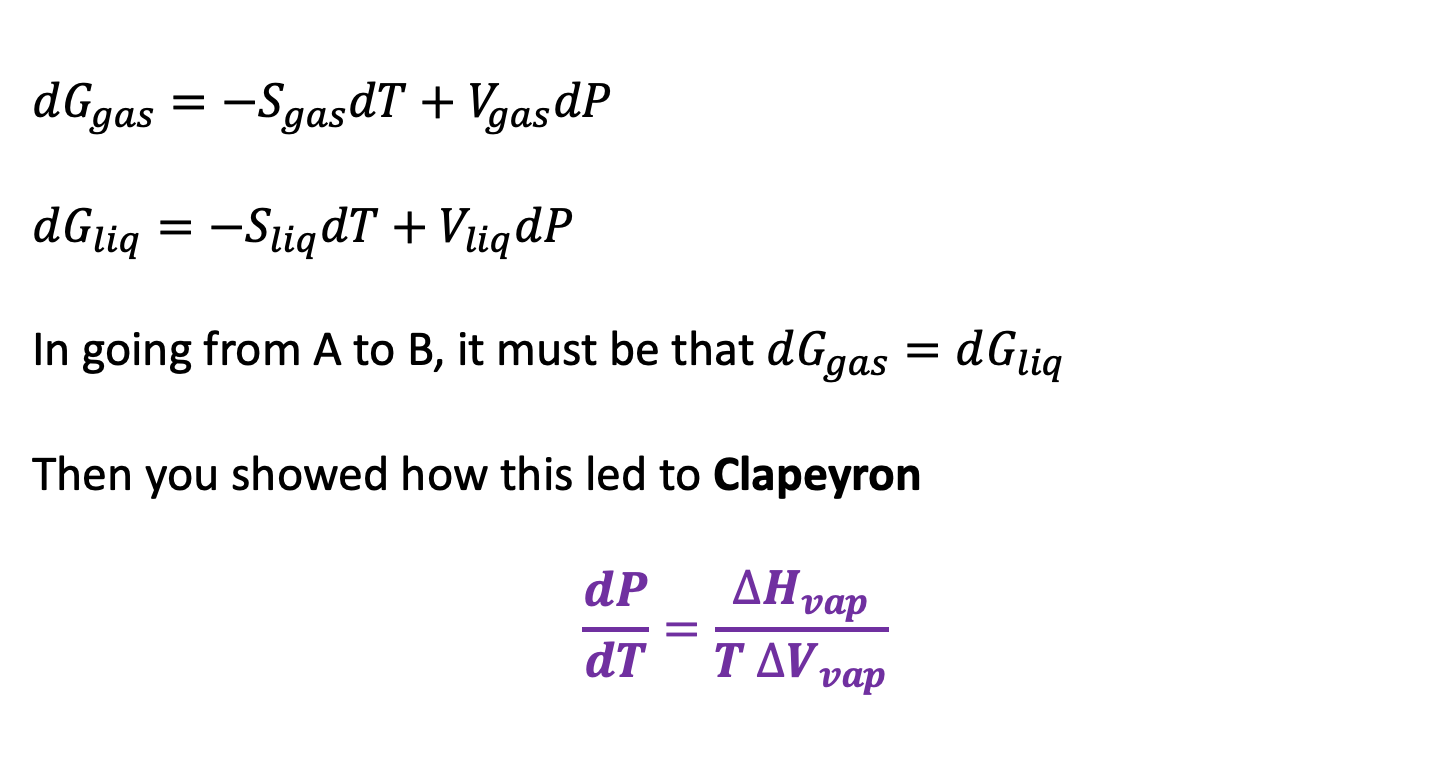 dG_gas = −S_gas dT + V_gas dP
dG_liq = −S_liq dT + V_liq dP
In going from A to B, it must be that dG_gas = dG_liq
Then you showed how this led to Clapeyron
dP/dT = ΔH_vap / T ΔV_vap